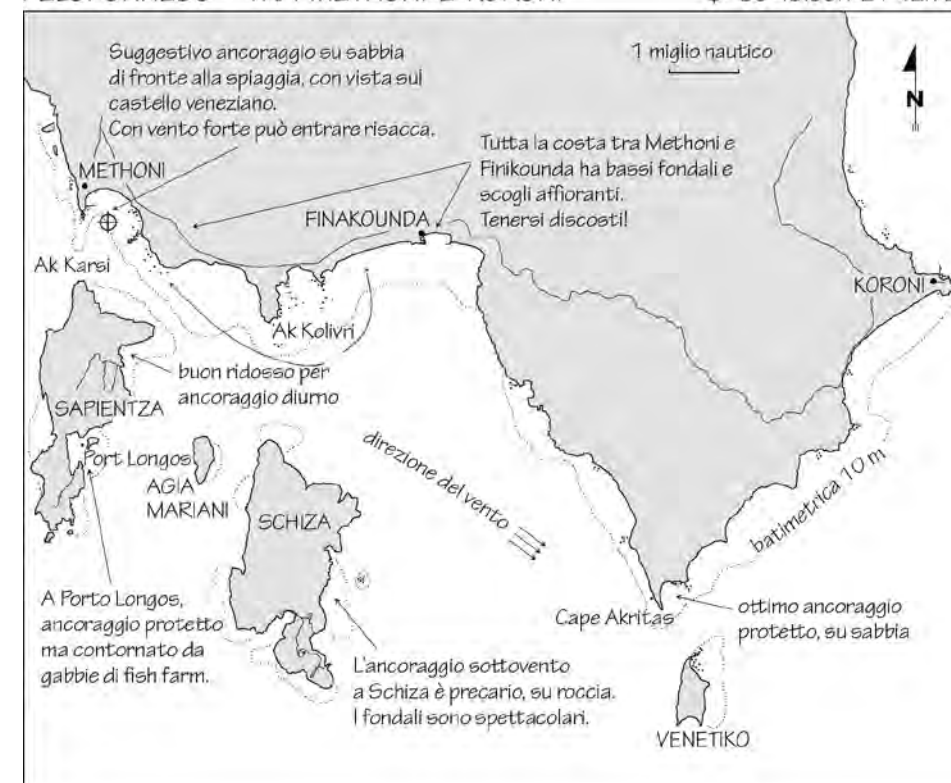 Suggestivo ancoraggio su sabbia
di fronte alla spiaggia, con vista sul
castello veneziano.
Con vento forte può entrare risacca.
1 miglio nautico
N
Tutta la costa tra Methoni e
Finikounda ha bassi fondali e
scogli affioranti.
Tenersi discosti!
METHONI
FINAKOUNDA
Ak Karsi
KORONI
Ak Kolivri
buon ridosso per
ancoraggio diurno
SAPIENTZA
Port Longos
AGIA
MARIANI
SCHIZA
direzione del vento
batimetrica 10 m
A Porto Longos,
ancoraggio protetto
ma contornato da
gabbie di fish farm.
Cape Akritas
ottimo ancoraggio
protetto, su sabbia
L'ancoraggio sottovento
a Schiza è precario, su roccia.
I fondali sono spettacolari.
VENETIKO